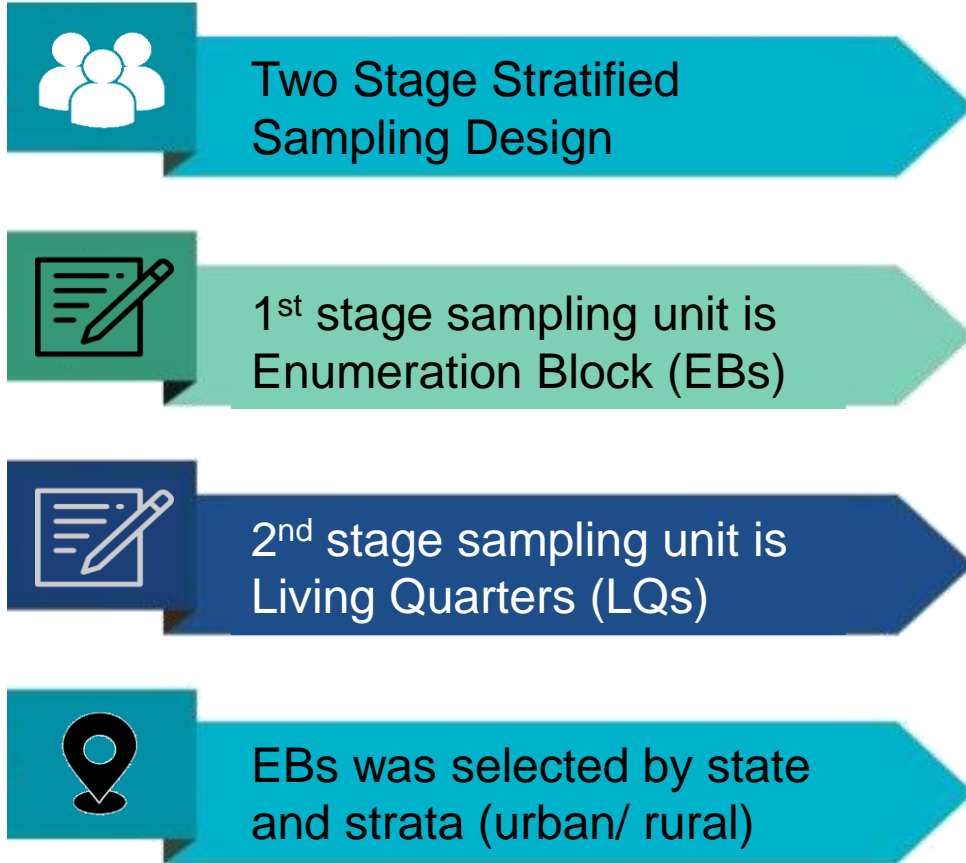 Two Stage Stratified
Sampling Design
1st stage sampling unit is
Enumeration Block (EBs)
2nd stage sampling unit is
Living Quarters (LQs)
EBs was selected by state
and strata (urban/ rural)